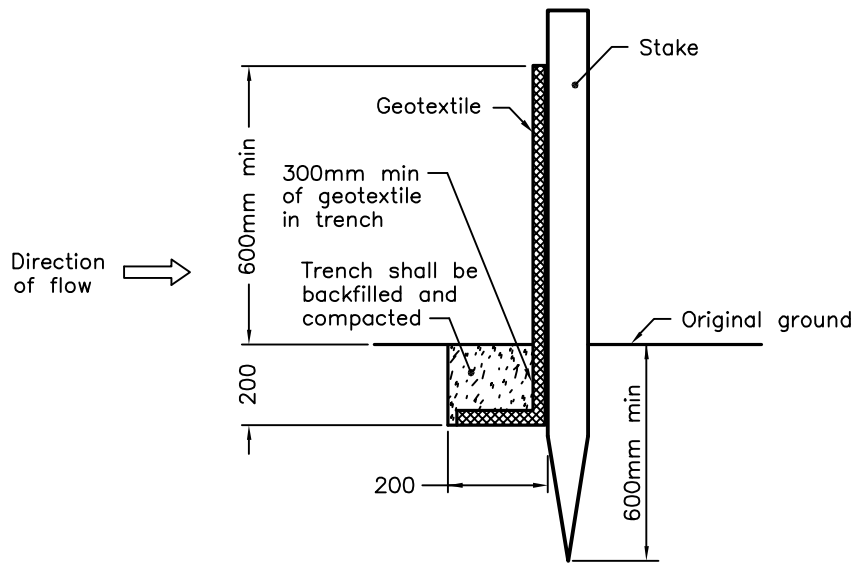 Stake
Geotextile
600mm min
300mm min
of geotextile
in trench
Direction
of flow
Trench shall be
backfilled and
compacted
Original ground
200
200
600mm min